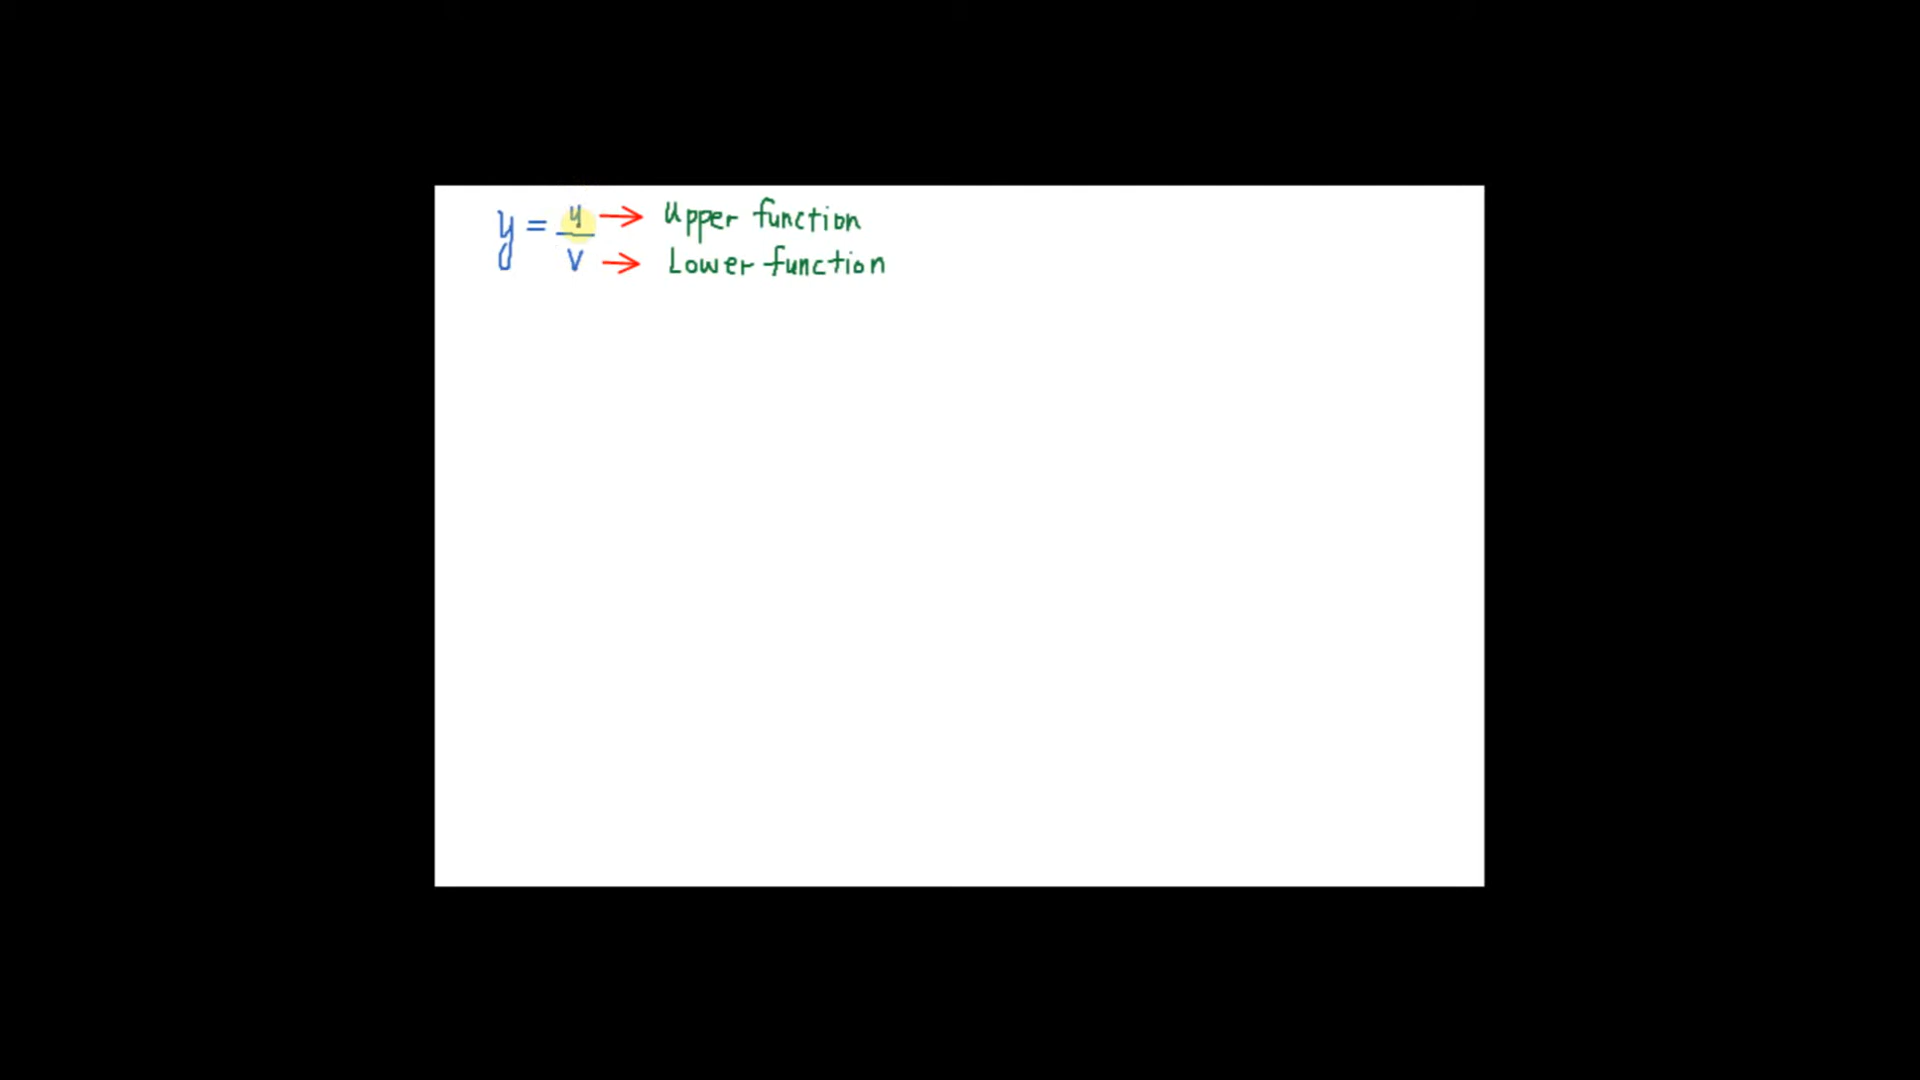 y = u/v → Upper function
→ Lower function